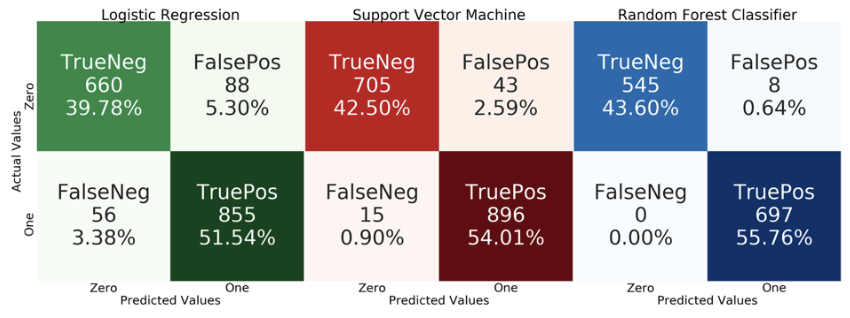 Logistic Regression
Support Vector Machine
Random Forest Classifier
Actual Values
Zero
One
TrueNeg
660
39.78%
FalsePos
88
5.30%
TrueNeg
705
42.50%
FalsePos
43
2.59%
TrueNeg
545
43.60%
FalsePos
8
0.64%
FalseNeg
56
3.38%
TruePos
855
51.54%
FalseNeg
15
0.90%
TruePos
896
54.01%
FalseNeg
0
0.00%
TruePos
697
55.76%
Zero
One
Zero
One
Zero
One
Predicted Values
Predicted Values
Predicted Values